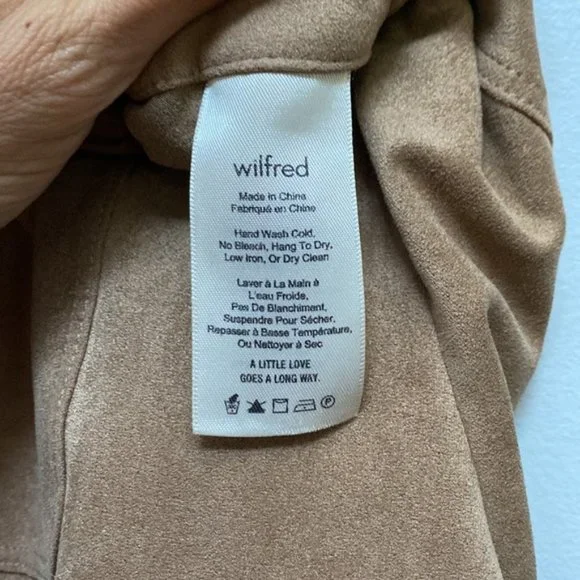 wilfred
Made in China
Fabriqué en Chine
Hand Wash Cold,
No Bleach, Hang To Dry,
Low Iron, Or Dry Clean
Laver à La Main à
L'eau Froide,
Pas De Blanchiment,
Suspendre Pour Sécher,
Repasser à Basse Température,
Ou Nettoyer à Sec
A LITTLE LOVE
GOES A LONG WAY.